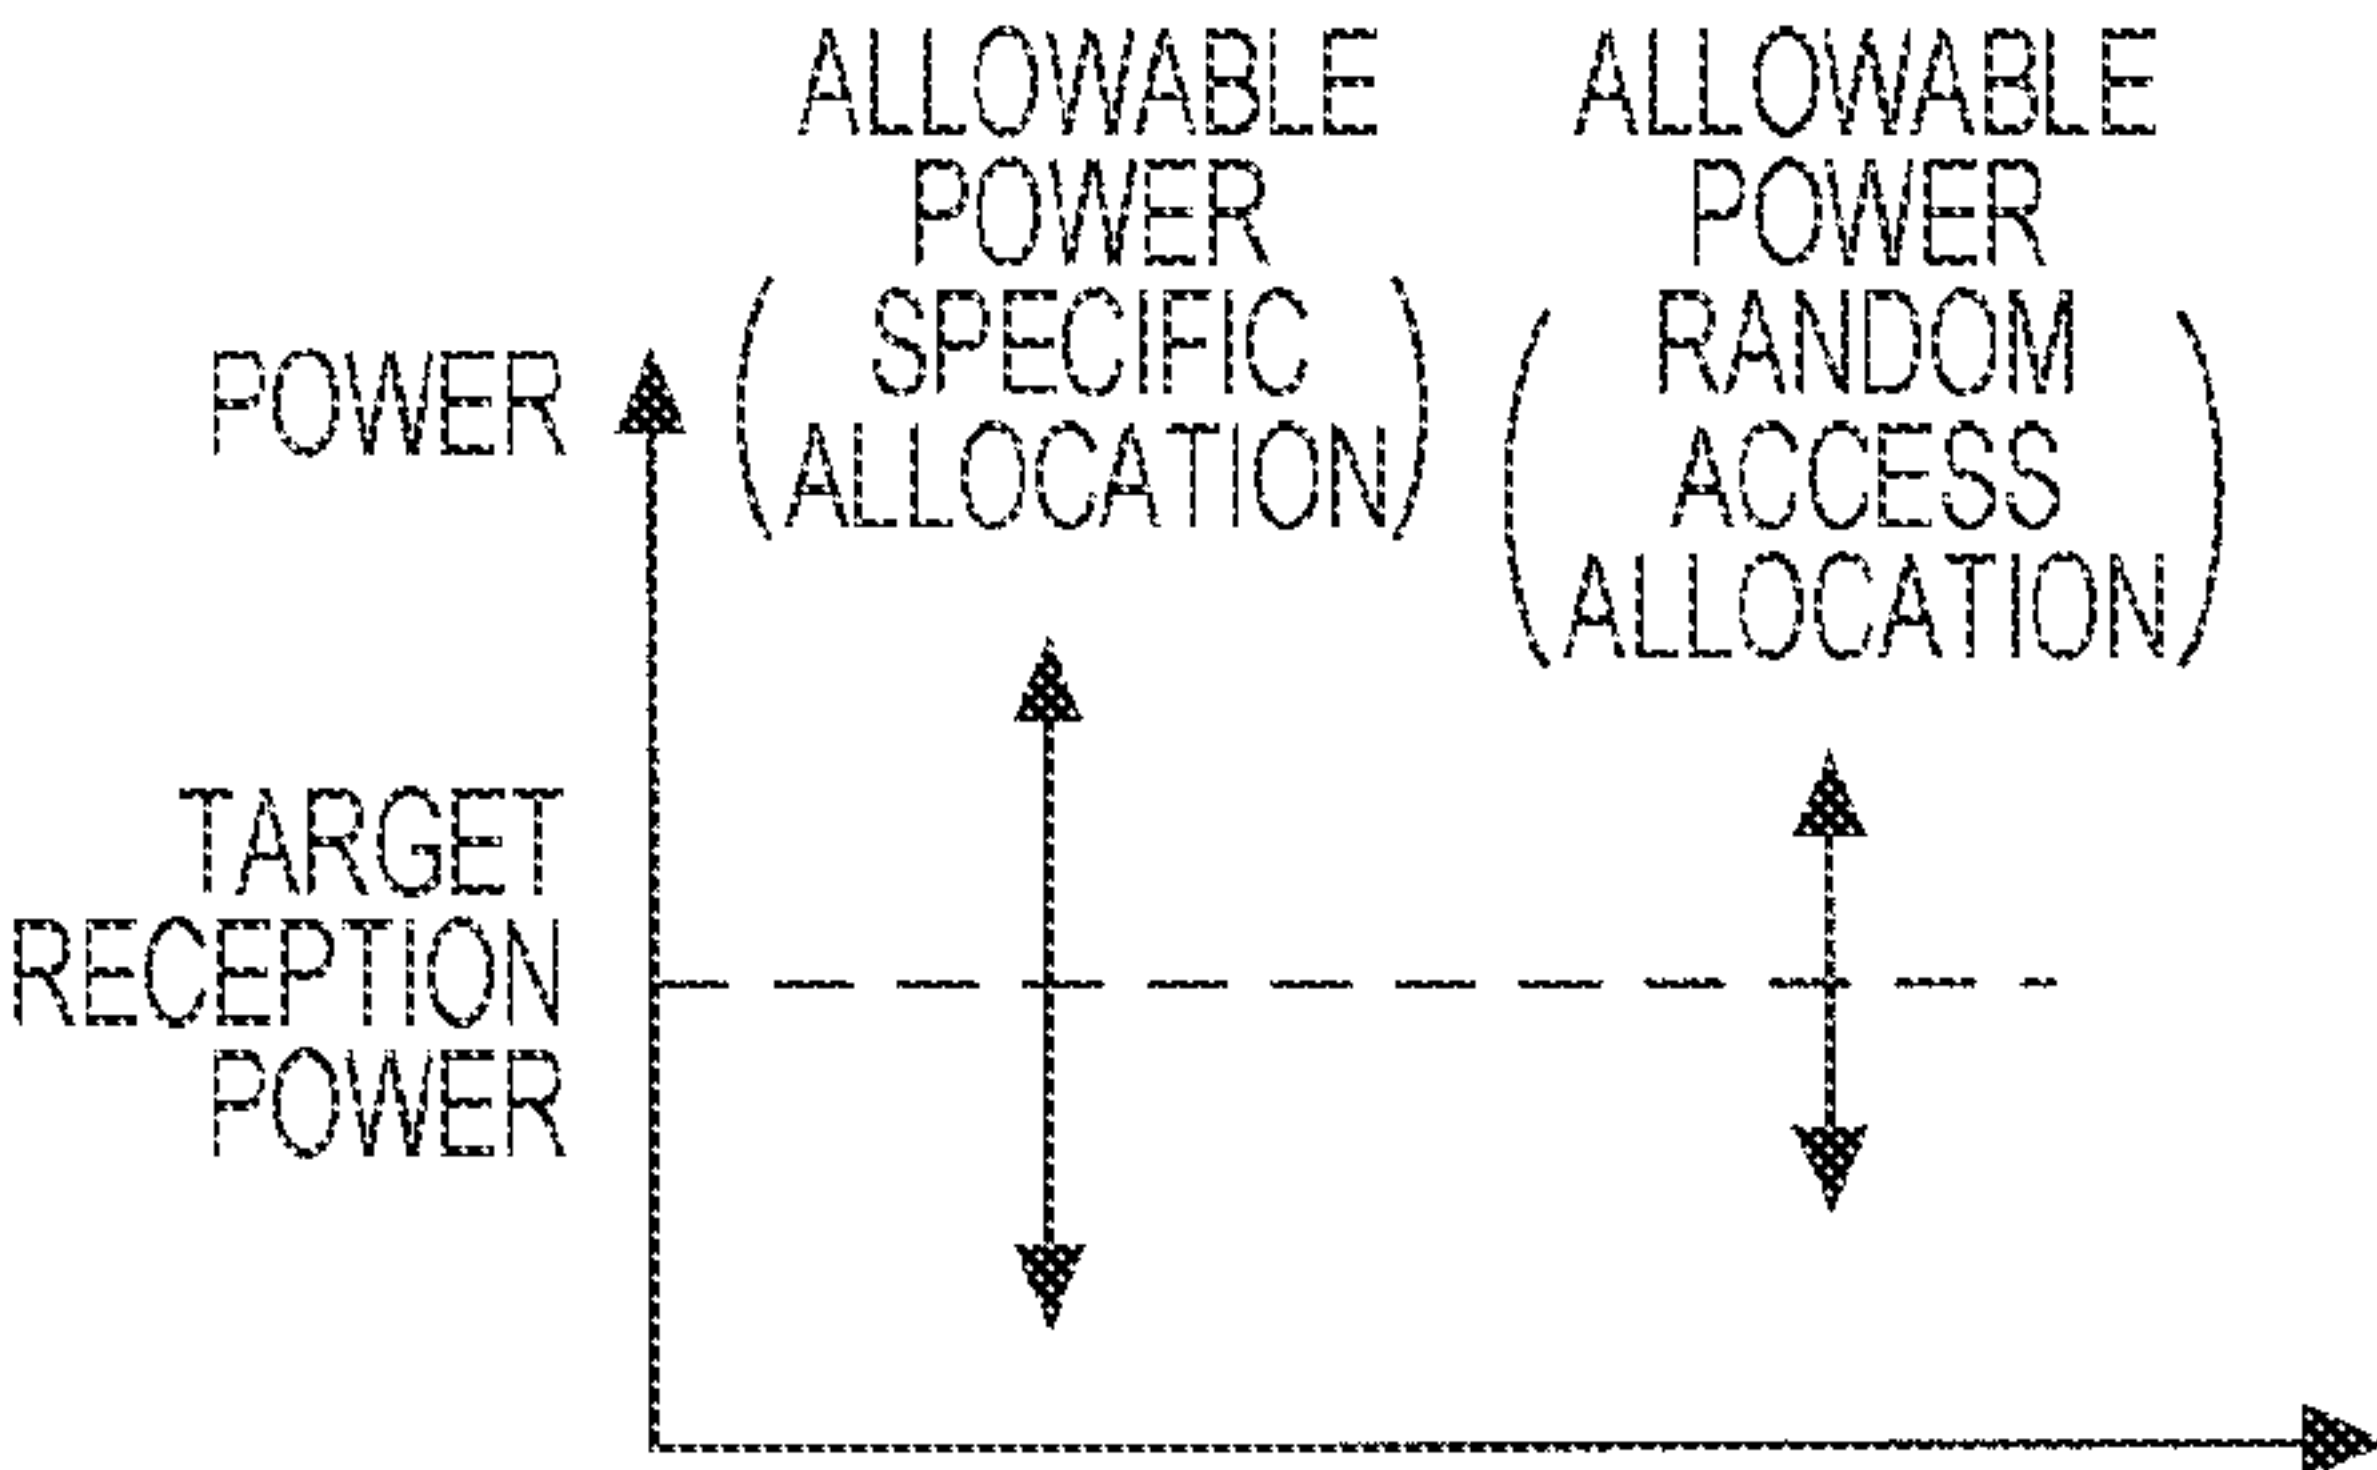 ALLOWABLE
POWER
(SPECIFIC
ALLOCATION)
ALLOWABLE
POWER
(RANDOM
ACCESS
ALLOCATION)
POWER
TARGET
RECEPTION
POWER